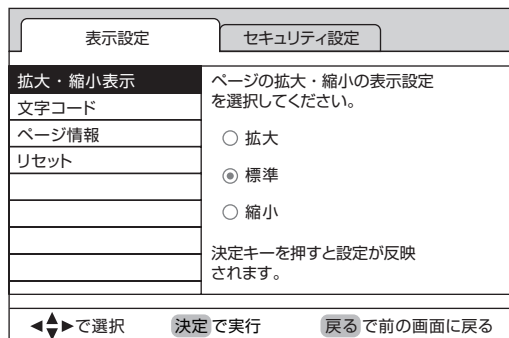 表示設定
セキュリティ設定
拡大・縮小表示
文字コード
ページ情報
リセット
ページの拡大・縮小の表示設定
を選択してください。
拡大
標準
縮小
決定キーを押すと設定が反映
されます。
で選択 決定で実行 戻るで前の画面に戻る